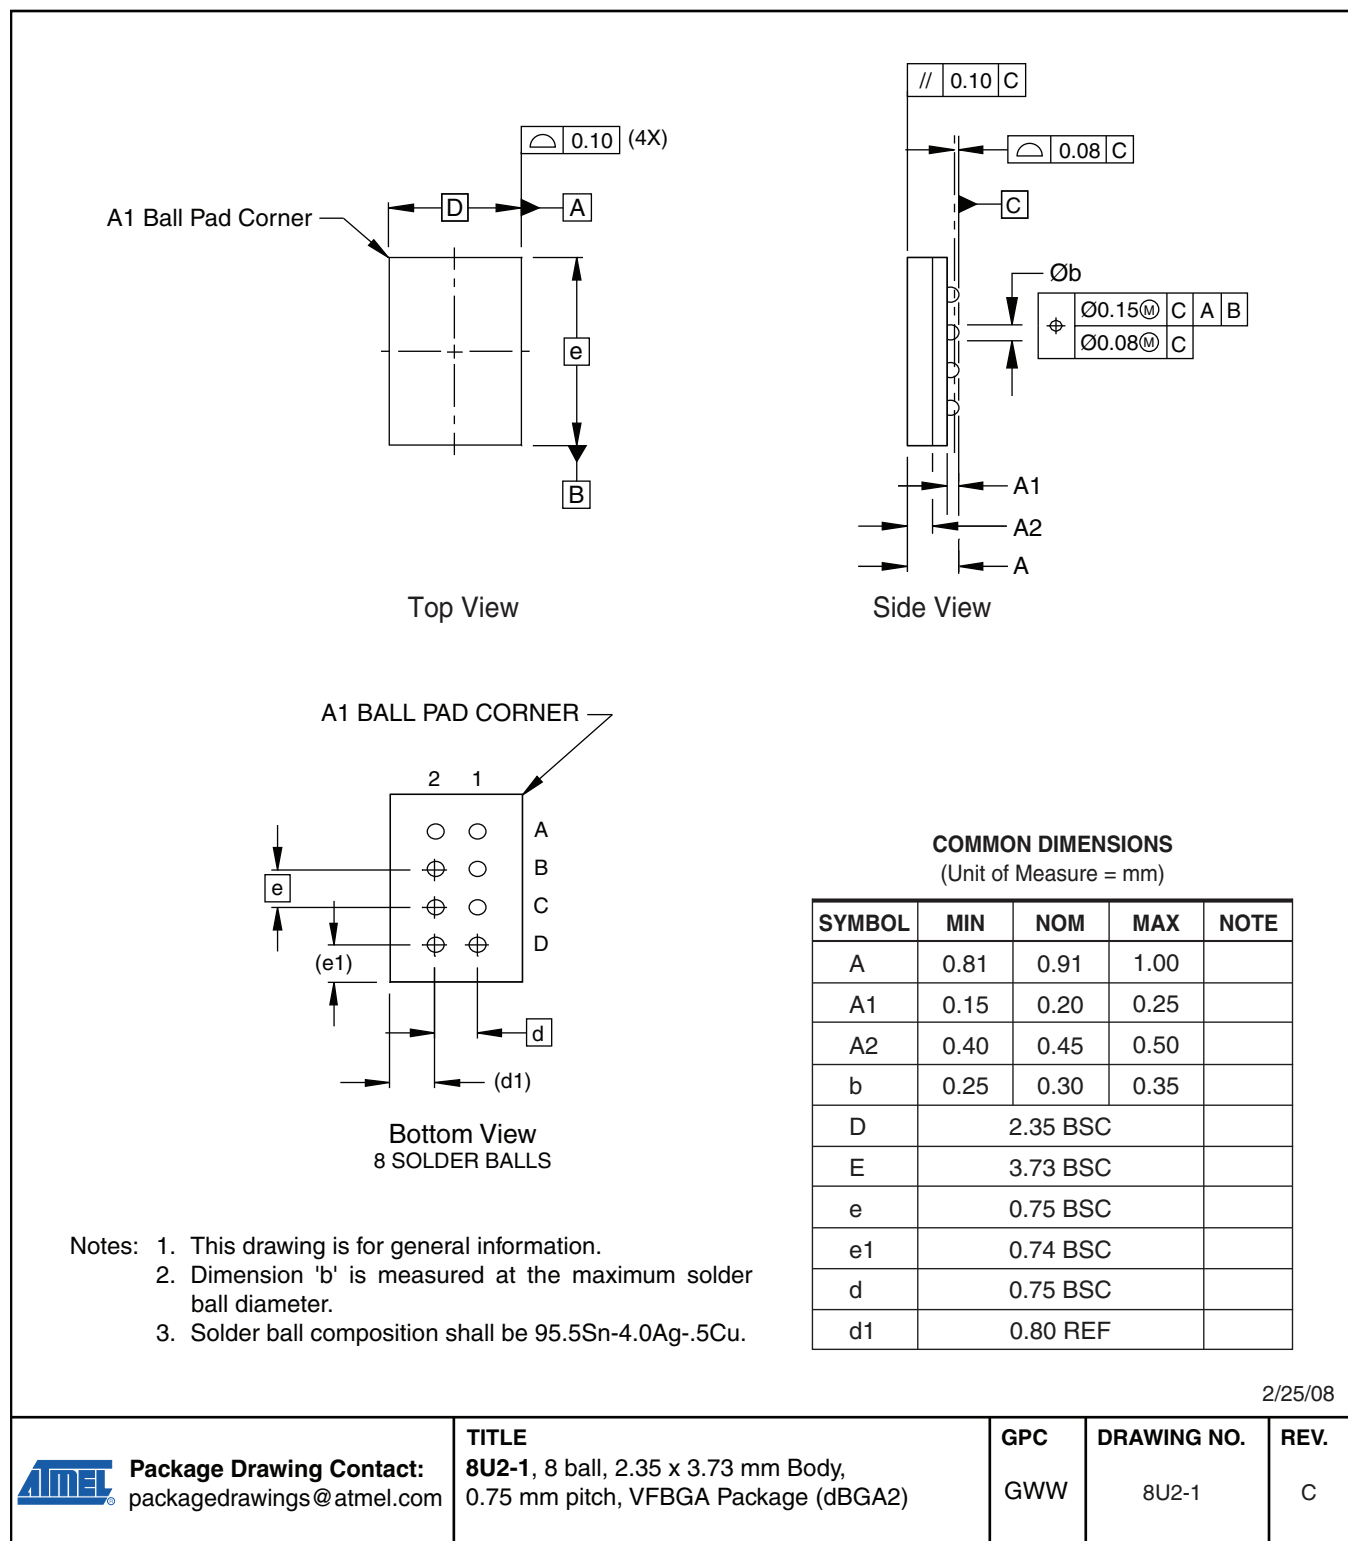 // 0.10 C
0.10 (4X)
0.08 C
A1 Ball Pad Corner
D
A
C
Øb
Ø0.15Ⓜ C A B
Ø0.08Ⓜ C
e
B
A1
A2
A
Top View
Side View
A1 BALL PAD CORNER
2 1
A
B
C
D
e
(e1)
d
(d1)
Bottom View
8 SOLDER BALLS
COMMON DIMENSIONS
(Unit of Measure = mm)
SYMBOL MIN NOM MAX NOTE
A 0.81 0.91 1.00
A1 0.15 0.20 0.25
A2 0.40 0.45 0.50
b 0.25 0.30 0.35
D 2.35 BSC
E 3.73 BSC
e 0.75 BSC
e1 0.74 BSC
d 0.75 BSC
d1 0.80 REF
Notes: 1. This drawing is for general information.
2. Dimension 'b' is measured at the maximum solder
ball diameter.
3. Solder ball composition shall be 95.5Sn-4.0Ag-.5Cu.
2/25/08
ATMEL ®
Package Drawing Contact:
packagedrawings@atmel.com
TITLE
8U2-1, 8 ball, 2.35 x 3.73 mm Body,
0.75 mm pitch, VFBGA Package (dBGA2)
GPC
GWW
DRAWING NO.
8U2-1
REV.
C